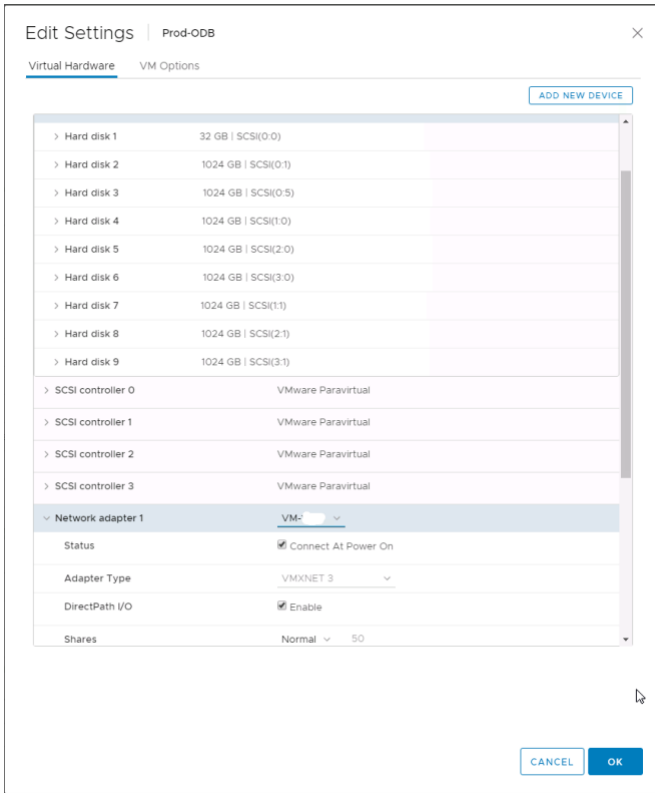 Edit Settings | Prod-ODB
Virtual Hardware VM Options
ADD NEW DEVICE
> Hard disk 1 32 GB | SCSI(0:0)
> Hard disk 2 1024 GB | SCSI(0:1)
> Hard disk 3 1024 GB | SCSI(0:5)
> Hard disk 4 1024 GB | SCSI(1:0)
> Hard disk 5 1024 GB | SCSI(2:0)
> Hard disk 6 1024 GB | SCSI(3:0)
> Hard disk 7 1024 GB | SCSI(1:1)
> Hard disk 8 1024 GB | SCSI(2:1)
> Hard disk 9 1024 GB | SCSI(3:1)
> SCSI controller 0 VMware Paravirtual
> SCSI controller 1 VMware Paravirtual
> SCSI controller 2 VMware Paravirtual
> SCSI controller 3 VMware Paravirtual
Network adapter 1 VM-
Status Connect At Power On
Adapter Type VMXNET 3
DirectPath I/O Enable
Shares Normal 50
CANCEL OK